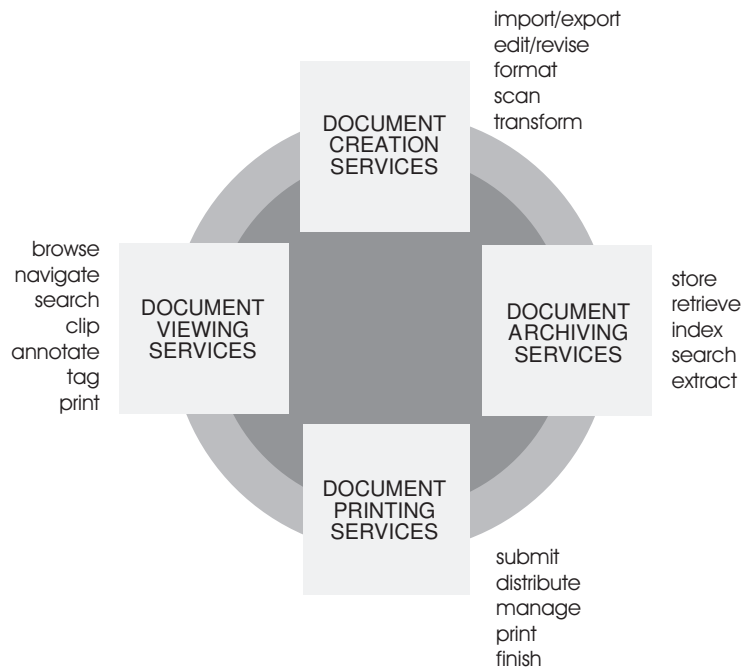 import/export
edit/revise
format
scan
transform
DOCUMENT
CREATION
SERVICES
browse
navigate
search
clip
annotate
tag
print
DOCUMENT
VIEWING
SERVICES
DOCUMENT
ARCHIVING
SERVICES
store
retrieve
index
search
extract
DOCUMENT
PRINTING
SERVICES
submit
distribute
manage
print
finish